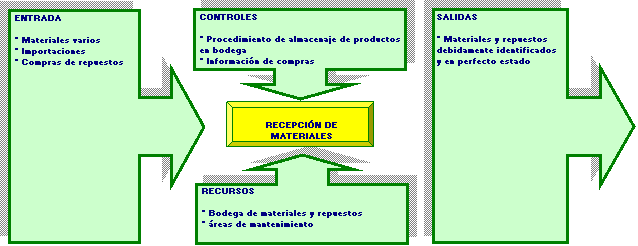 ENTRADA
* Materiales varios
* Importaciones
* Compras de repuestos
CONTROLES
* Procedimiento de almacenaje de productos
en bodega
* Información de compras
RECEPCIÓN DE
MATERIALES
RECURSOS
* Bodega de materiales y repuestos
* áreas de mantenimiento
SALIDAS
* Materiales y repuestos
debidamente identificados
y en perfecto estado